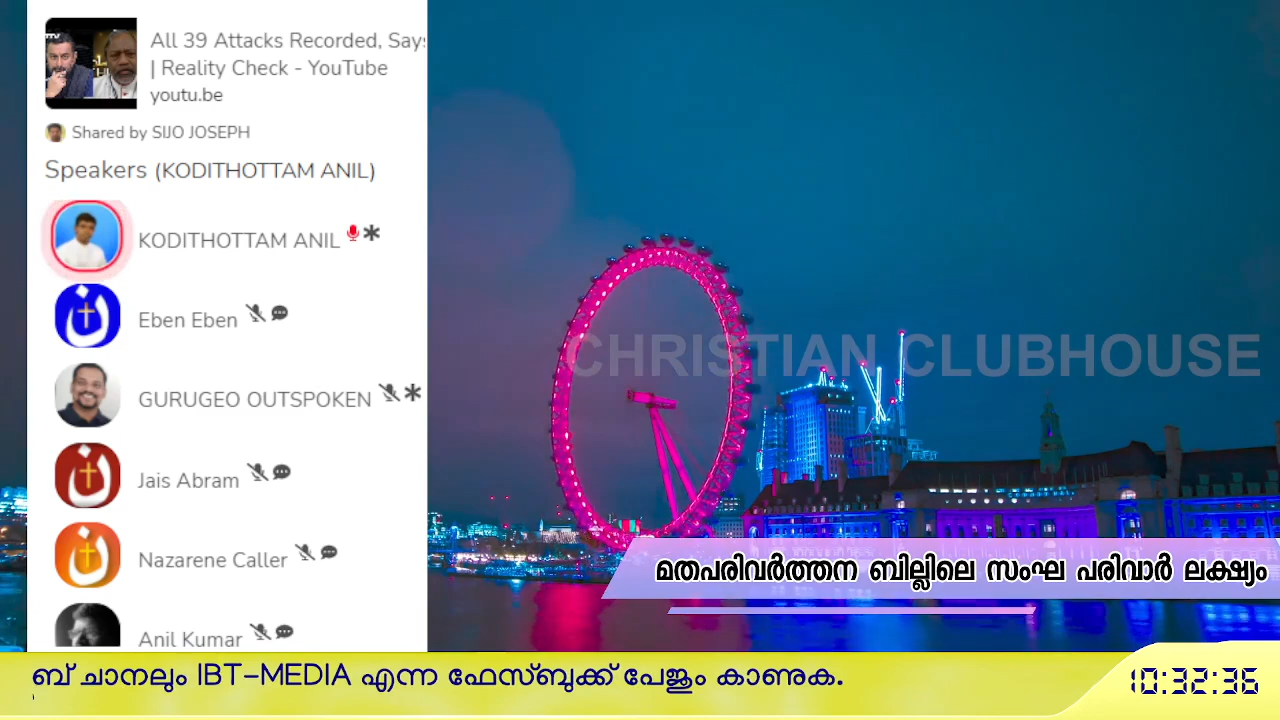 All 39 Attacks Recorded, Says
| Reality Check - YouTube
youtu.be
Shared by SIJO JOSEPH
Speakers (KODITHOTTAM ANIL)
KODITHOTTAM ANIL
Eben Eben
GURUGEO OUTSPOKEN
Jais Abram
Nazarene Caller
Anil Kumar
CHRISTIAN CLUBHOUSE
മതപരിവർത്തന ബില്ലിലെ സംഘ പരിവാർ ലക്ഷ്യം
ബ് ചാനലും IBT-MEDIA എന്ന ഫേസ്ബുക്ക് പേജും കാണുക.
10:32:36